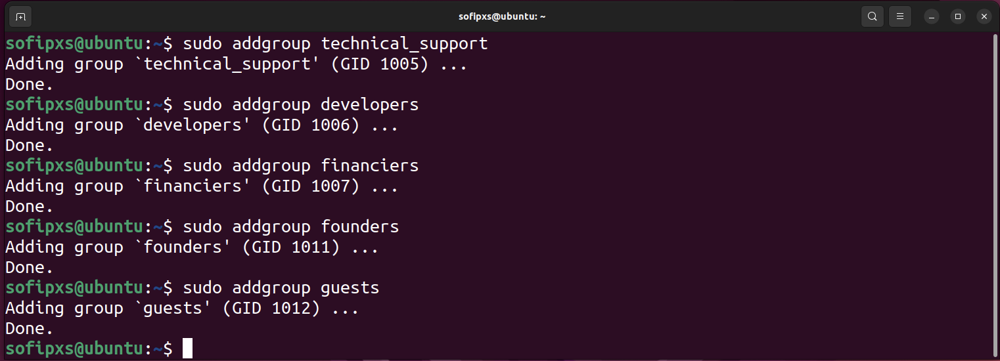 sofipxs@ubuntu: ~
sofipxs@ubuntu:~$ sudo addgroup technical_support
Adding group `technical_support' (GID 1005) ...
Done.
sofipxs@ubuntu:~$ sudo addgroup developers
Adding group `developers' (GID 1006) ...
Done.
sofipxs@ubuntu:~$ sudo addgroup financiers
Adding group `financiers' (GID 1007) ...
Done.
sofipxs@ubuntu:~$ sudo addgroup founders
Adding group `founders' (GID 1011) ...
Done.
sofipxs@ubuntu:~$ sudo addgroup guests
Adding group `guests' (GID 1012) ...
Done.
sofipxs@ubuntu:~$